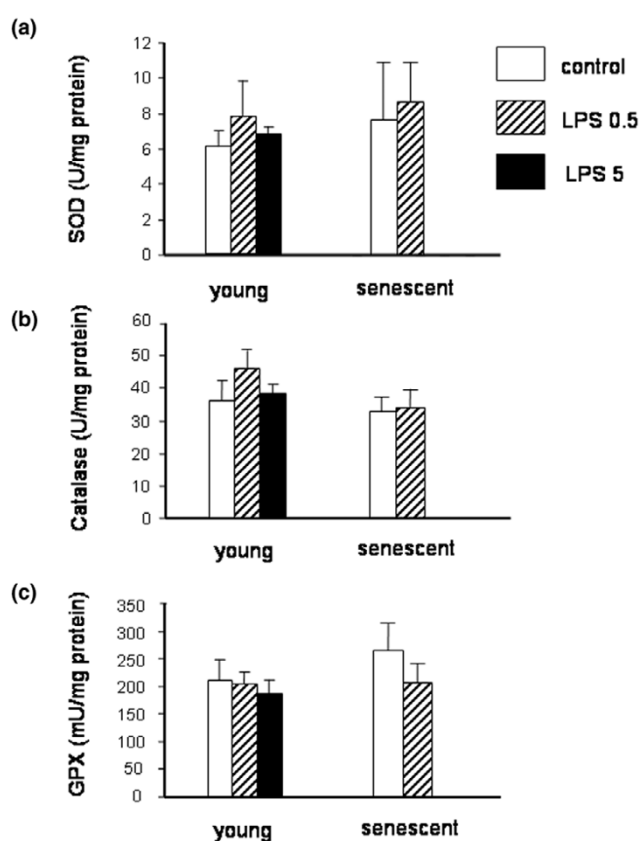 (a)
SOD (U/mg protein)
12
10
8
6
4
2
0
young
senescent
control
LPS 0.5
LPS 5
(b)
Catalase (U/mg protein)
60
50
40
30
20
10
0
young
senescent
(c)
GPX (mU/mg protein)
350
300
250
200
150
100
50
0
young
senescent